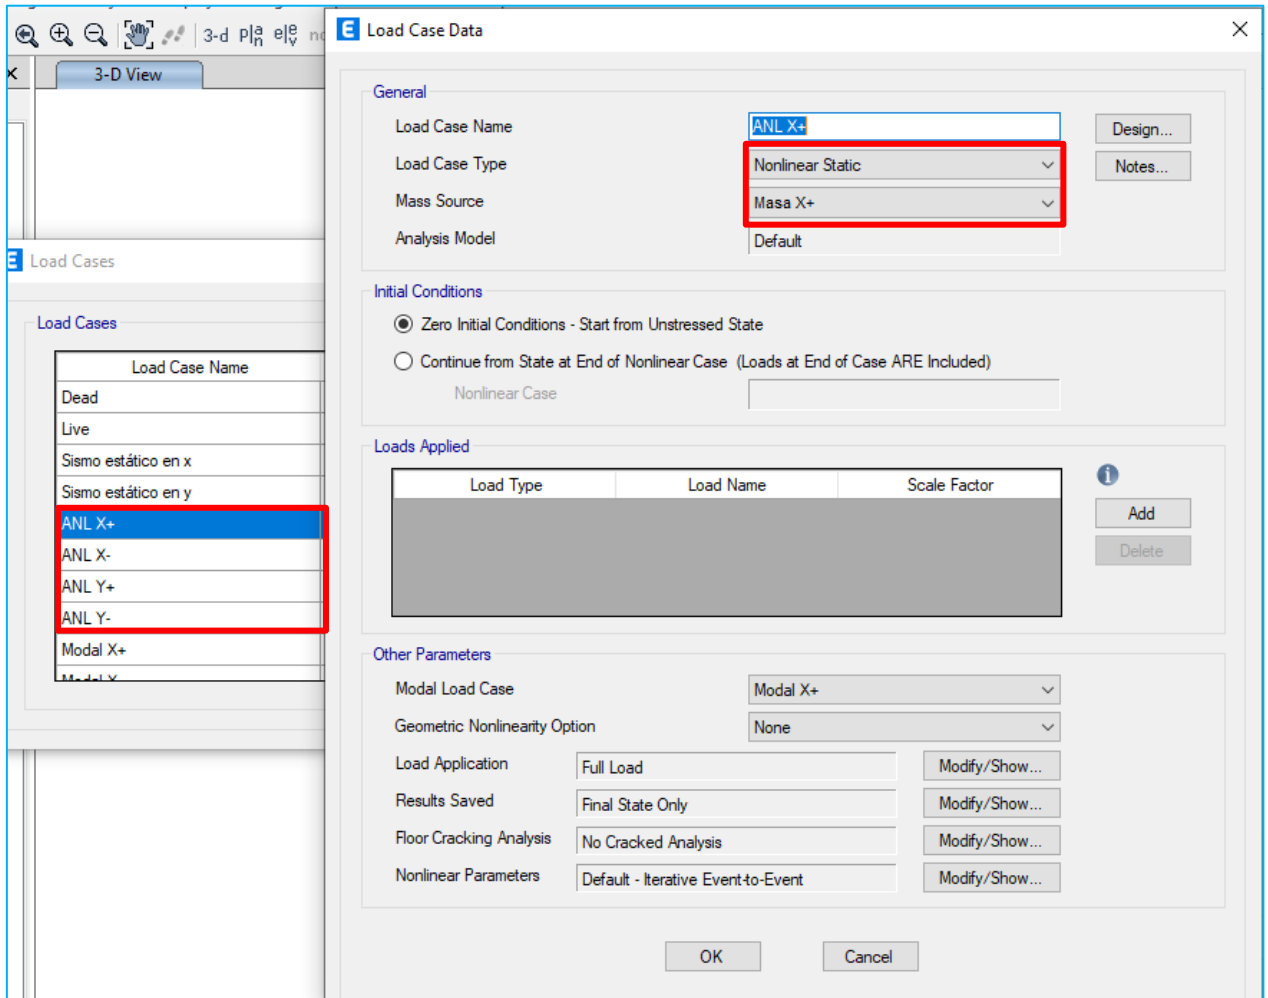 3-d Pla n ele v
3-D View
Load Cases
Load Cases
Load Case Name
Dead
Live
Sismo estático en x
Sismo estático en y
ANL X+
ANL X-
ANL Y+
ANL Y-
Modal X+
E Load Case Data
General
Load Case Name ANL X+ Design...
Load Case Type Nonlinear Static Notes...
Mass Source Masa X+
Analysis Model Default
Initial Conditions
Zero Initial Conditions - Start from Unstressed State
Continue from State at End of Nonlinear Case (Loads at End of Case ARE Included)
Nonlinear Case
Loads Applied
Load Type Load Name Scale Factor
Add
Delete
Other Parameters
Modal Load Case Modal X+
Geometric Nonlinearity Option None
Load Application Full Load Modify/Show...
Results Saved Final State Only Modify/Show...
Floor Cracking Analysis No Cracked Analysis Modify/Show...
Nonlinear Parameters Default - Iterative Event-to-Event Modify/Show...
OK Cancel